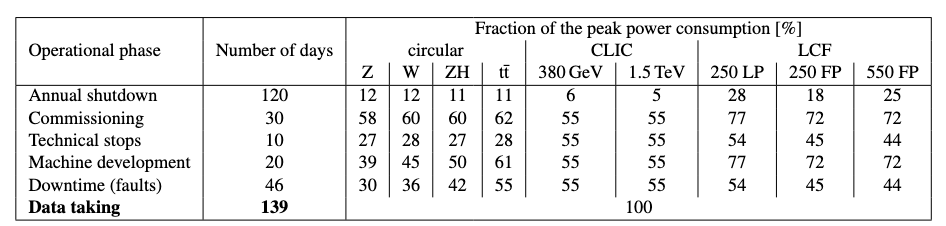 Fraction of the peak power consumption [%]
Operational phase Number of days circular CLIC LCF
Z W ZH tt̄ 380 GeV 1.5 TeV 250 LP 250 FP 550 FP
Annual shutdown 120 12 12 11 11 6 5 28 18 25
Commissioning 30 58 60 60 62 55 55 77 72 72
Technical stops 10 27 28 27 28 55 55 54 45 44
Machine development 20 39 45 50 61 55 55 77 72 72
Downtime (faults) 46 30 36 42 55 55 55 54 45 44
Data taking 139 100